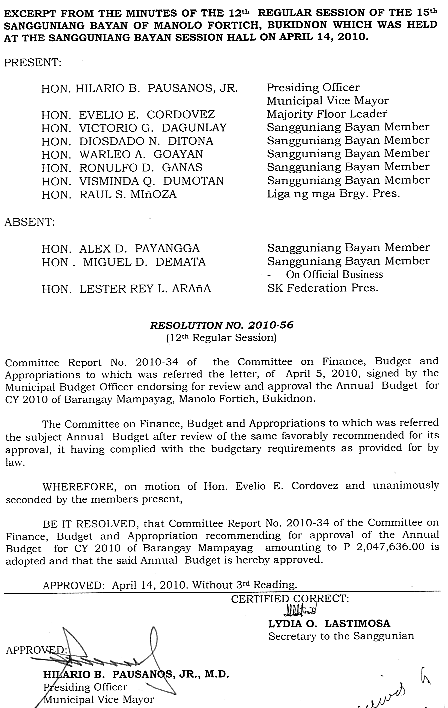 EXCERPT FROM THE MINUTES OF THE 12th REGULAR SESSION OF THE 15th
SANGGUNIANG BAYAN OF MANOLO FORTICH, BUKIDNON WHICH WAS HELD
AT THE SANGGUNIANG BAYAN SESSION HALL ON APRIL 14, 2010.
PRESENT:
HON. HILARIO B. PAUSANOS, JR. Presiding Officer
Municipal Vice Mayor
HON. EVELIO E. CORDOVEZ Majority Floor Leader
HON. VICTORIO G. DAGUNLAY Sangguniang Bayan Member
HON. DIOSDADO N. DITONA Sangguniang Bayan Member
HON. WARLEO A. GOAYAN Sangguniang Bayan Member
HON. RONULFO D. GANAS Sangguniang Bayan Member
HON. VISMINDA Q. DUMOTAN Sangguniang Bayan Member
HON. RAUL S. MIñOZA Liga ng mga Brgy. Pres.
ABSENT:
HON. ALEX D. PAYANGGA Sangguniang Bayan Member
HON . MIGUEL D. DEMATA Sangguniang Bayan Member
- On Official Business
HON. LESTER REY L. ARAñA SK Federation Pres.
RESOLUTION NO. 2010-56
(12th Regular Session)
Committee Report No. 2010-34 of the Committee on Finance, Budget and
Appropriations to which was referred the letter, of April 5, 2010, signed by the
Municipal Budget Officer endorsing for review and approval the Annual Budget for
CY 2010 of Barangay Mampayag, Manolo Fortich, Bukidnon.
The Committee on Finance, Budget and Appropriations to which was referred
the subject Annual Budget after review of the same favorably recommended for its
approval, it having complied with the budgetary requirements as provided for by
law.
WHEREFORE, on motion of Hon. Evelio E. Cordovez and unanimously
seconded by the members present,
BE IT RESOLVED, that Committee Report No. 2010-34 of the Committee on
Finance, Budget and Appropriation recommending for approval of the Annual
Budget for CY 2010 of Barangay Mampayag amounting to P 2,047,636.00 is
adopted and that the said Annual Budget is hereby approved.
APPROVED: April 14, 2010. Without 3rd Reading.
CERTIFIED CORRECT:
LYDIA O. LASTIMOSA
Secretary to the Sanggunian
APPROVED:
HILARIO B. PAUSANOS, JR., M.D.
Presiding Officer
Municipal Vice Mayor